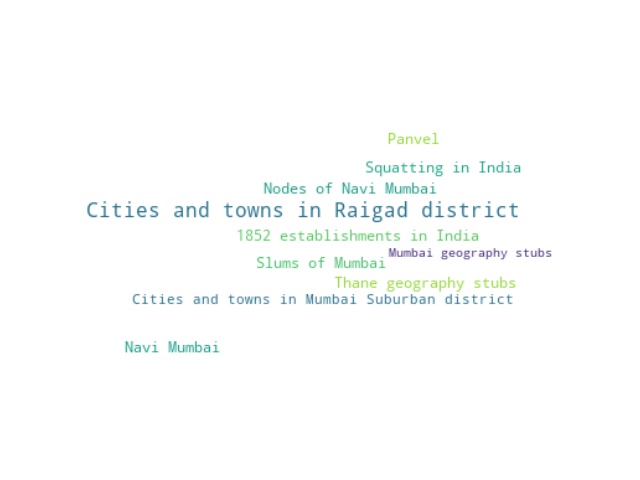 Panvel
Squatting in India
Nodes of Navi Mumbai
Cities and towns in Raigad district
1852 establishments in India
Mumbai geography stubs
Slums of Mumbai
Thane geography stubs
Cities and towns in Mumbai Suburban district
Navi Mumbai